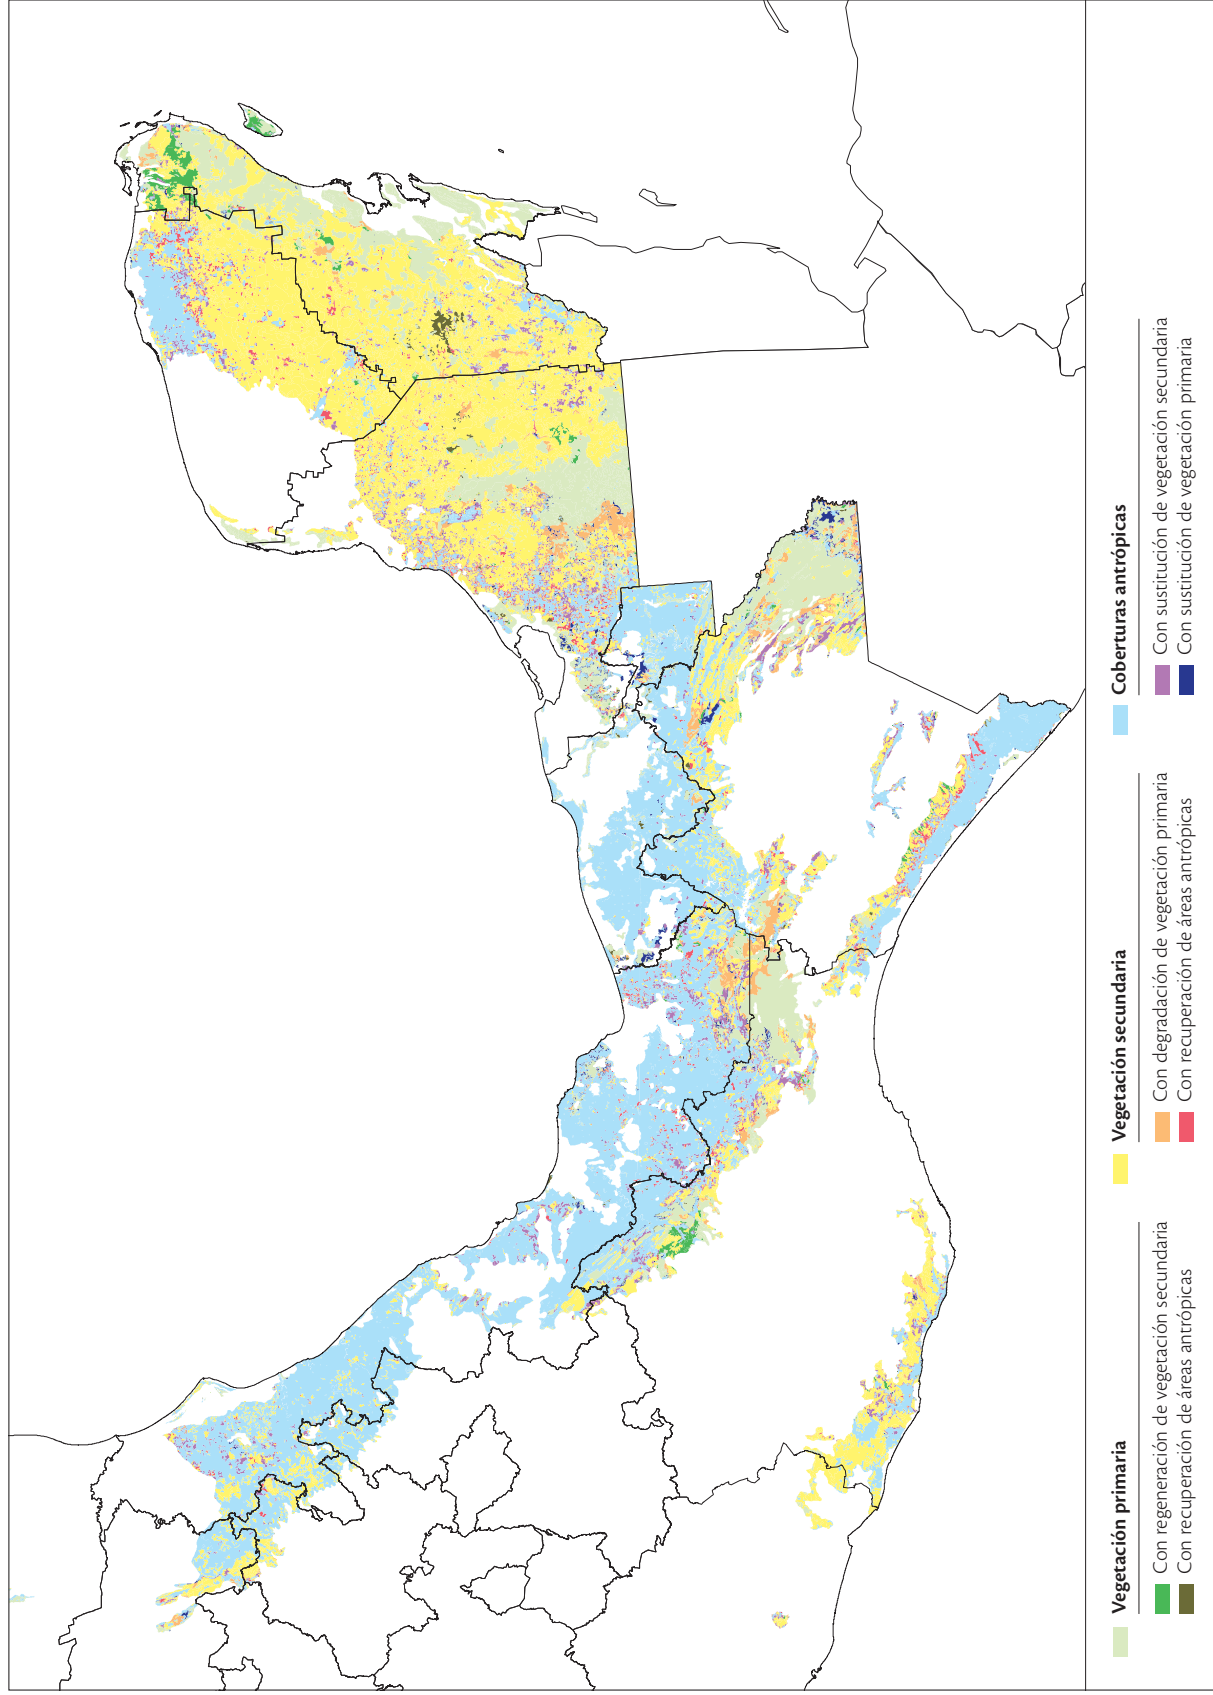 Vegetación primaria
Con regeneración de vegetación secundaria
Con recuperación de áreas antrópicas
Vegetación secundaria
Con degradación de vegetación primaria
Con recuperación de áreas antrópicas
Coberturas antrópicas
Con sustitución de vegetación secundaria
Con sustitución de vegetación primaria